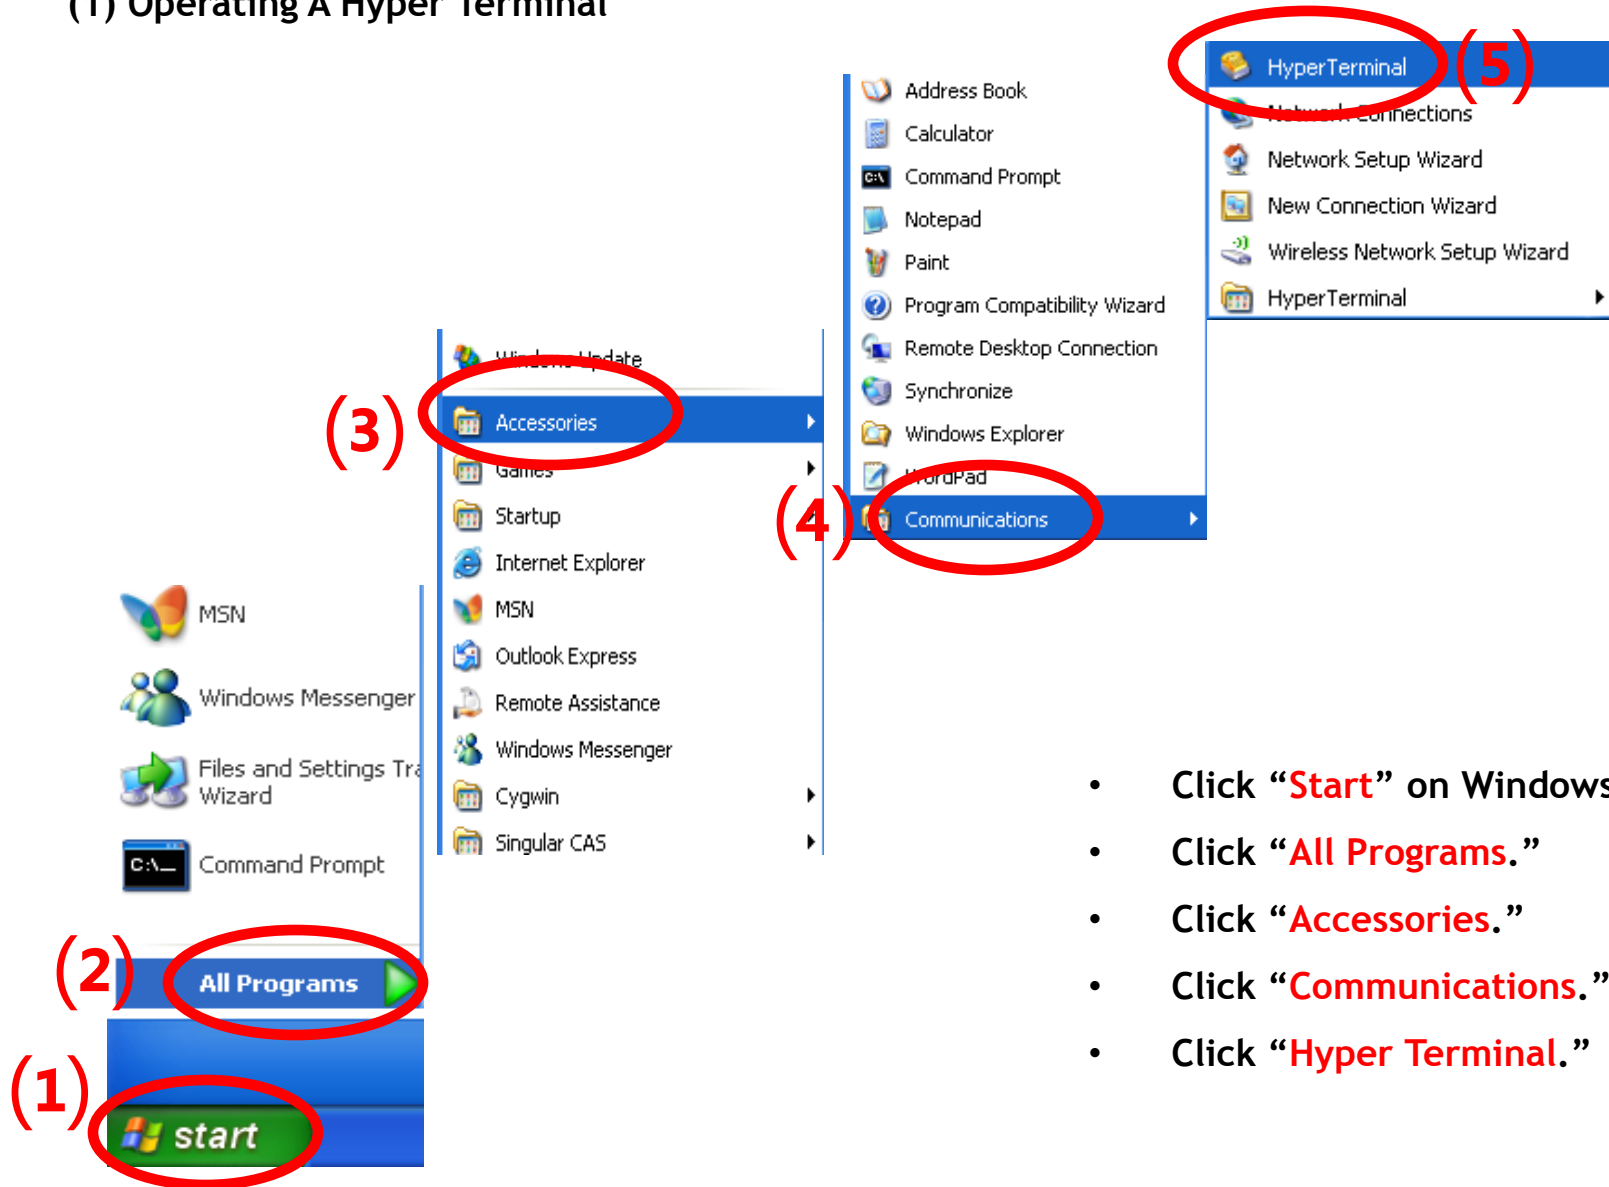 (1) Operating A Hyper Terminal
(5)
HyperTerminal
Network Connections
Network Setup Wizard
New Connection Wizard
Wireless Network Setup Wizard
HyperTerminal
Address Book
Calculator
Command Prompt
Notepad
Paint
Program Compatibility Wizard
Remote Desktop Connection
Synchronize
Windows Explorer
WordPad
(4)
Communications
Windows Update
(3)
Accessories
Games
Startup
Internet Explorer
MSN
Outlook Express
Remote Assistance
Windows Messenger
Cygwin
Singular CAS
MSN
Windows Messenger
Files and Settings Tra
Wizard
C:\_
Command Prompt
(2)
All Programs
(1)
start
• Click “Start” on Windows
• Click “All Programs.”
• Click “Accessories.”
• Click “Communications.”
• Click “Hyper Terminal.”